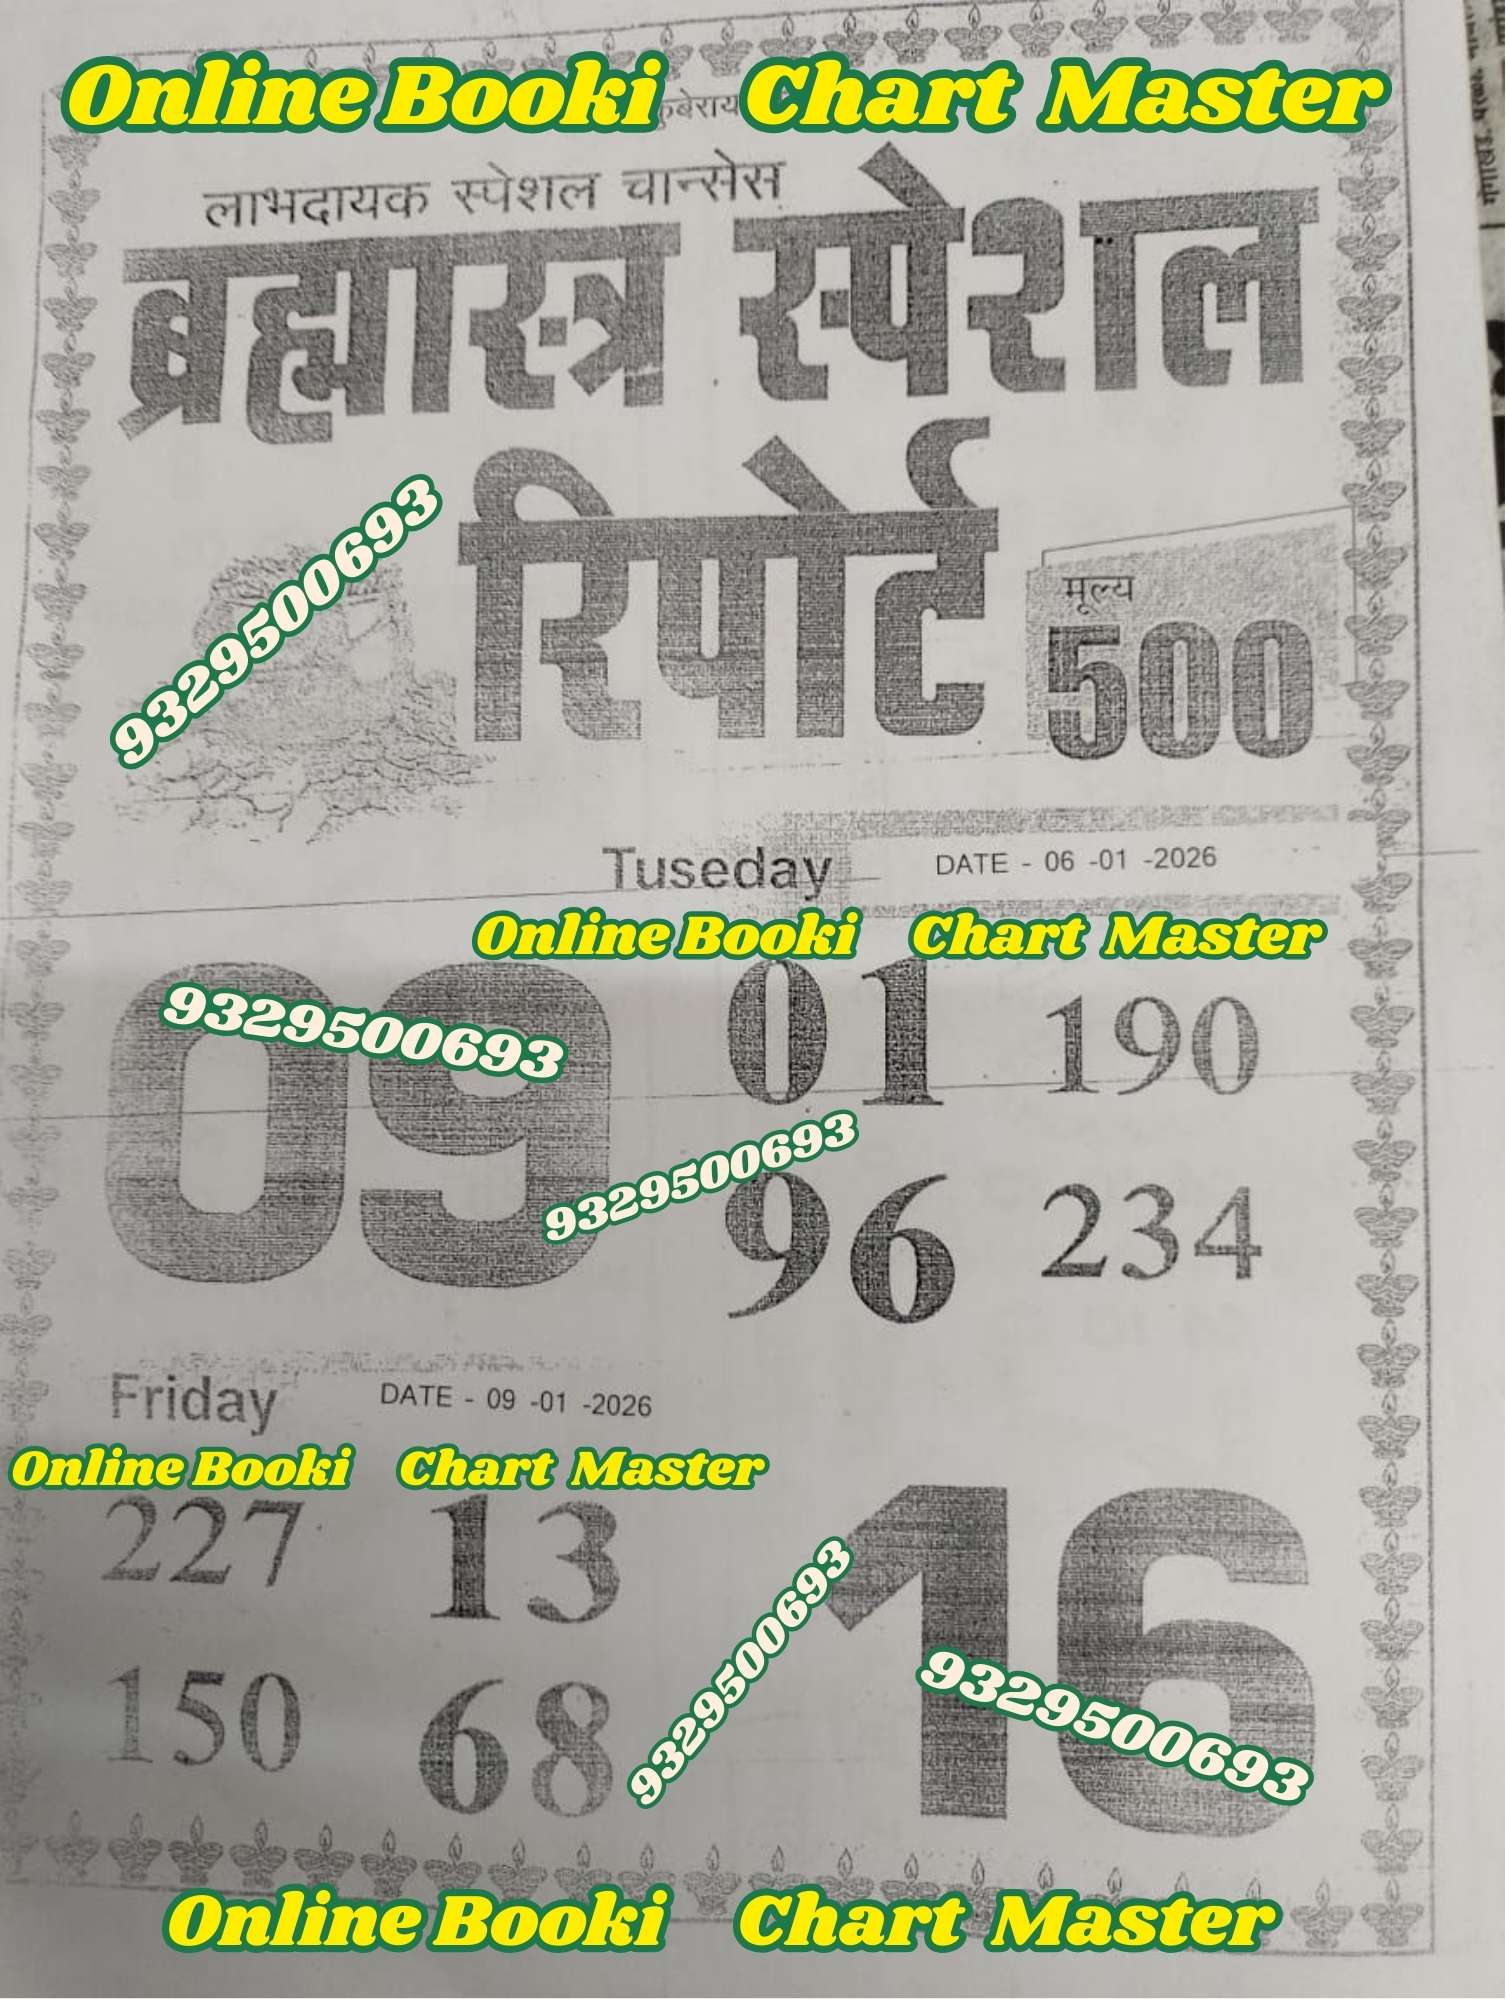 Online Booki Chart Master
कुबेराय
लाभदायक स्पेशल चान्सेस
ब्रह्मास्त्र स्पेशल
रिपोर्ट
9329500693
मूल्य
500
Tuseday DATE - 06 -01 -2026
Online Booki Chart Master
09 01 190
9329500693
9329500693
96 234
Friday DATE - 09 -01 -2026
Online Booki Chart Master
227 13 16
9329500693
9329500693
150 68
Online Booki Chart Master